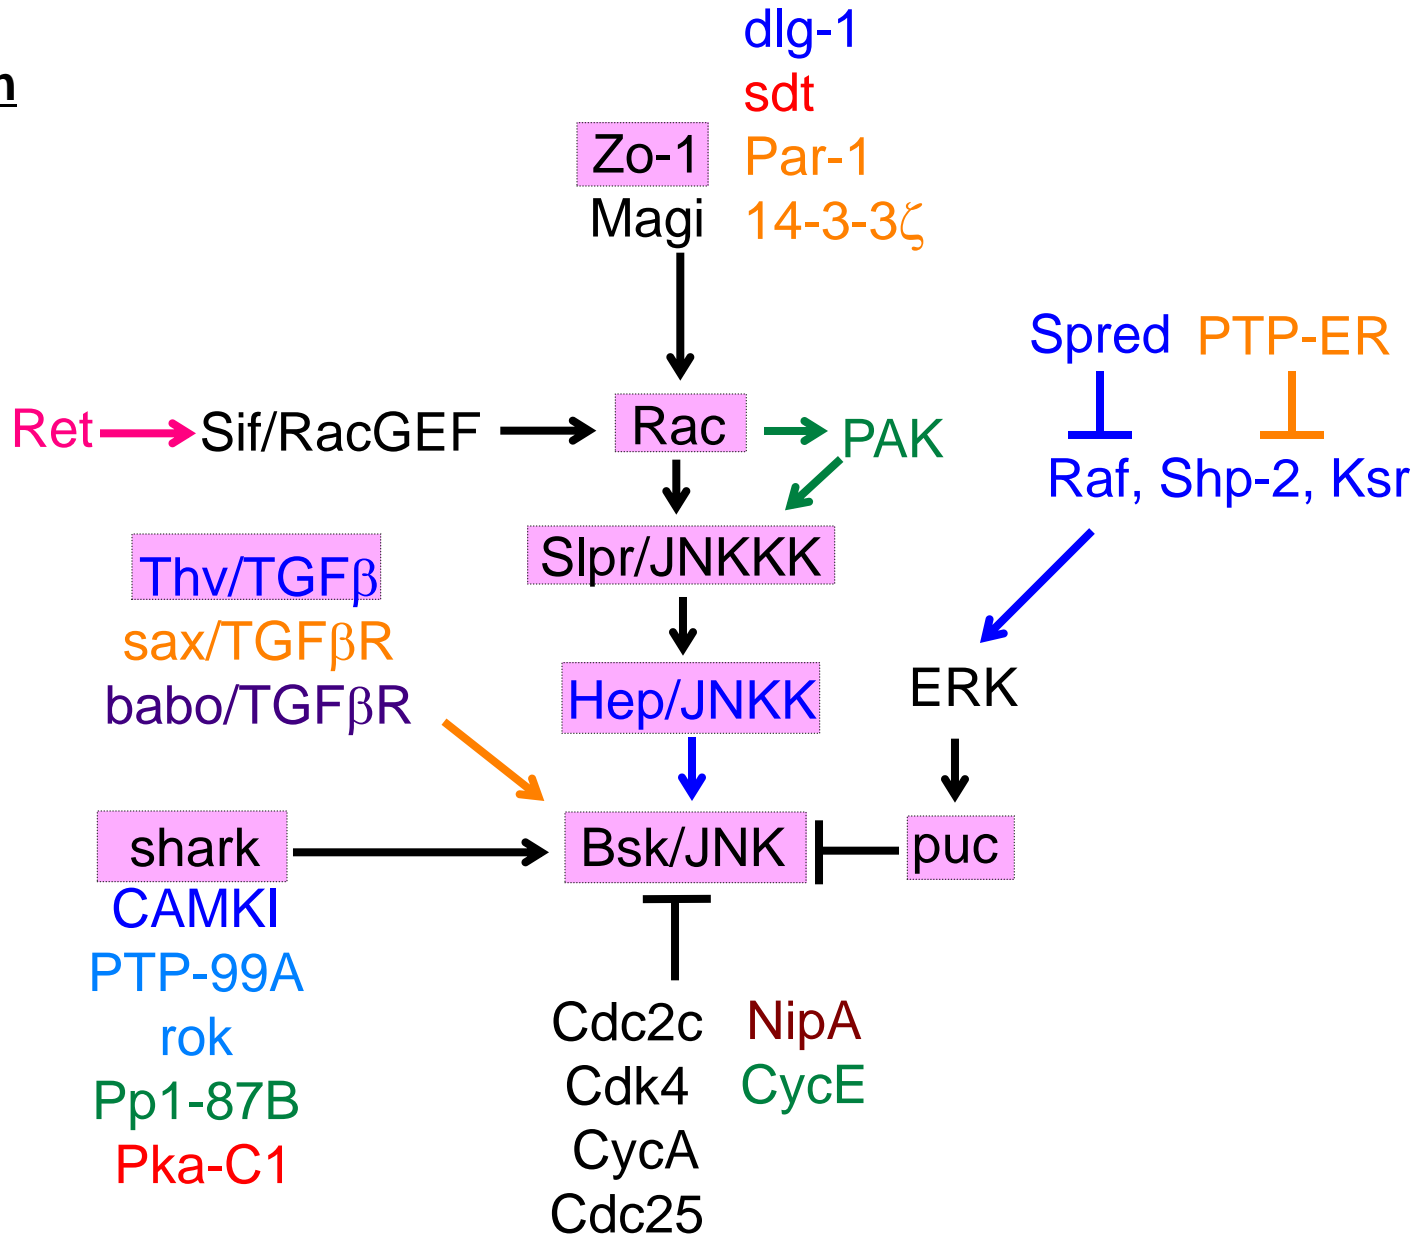 dlg-1
sdt
Zo-1 Par-1
Magi 14-3-3ζ
Spred PTP-ER
Ret Sif/RacGEF Rac PAK
Raf, Shp-2, Ksr
Slpr/JNKKK
Thv/TGFβ
sax/TGFβR
babo/TGFβR
Hep/JNKK
ERK
shark
Bsk/JNK
puc
CAMKI
PTP-99A
rok
Pp1-87B
Pka-C1
Cdc2c NipA
Cdk4 CycE
CycA
Cdc25